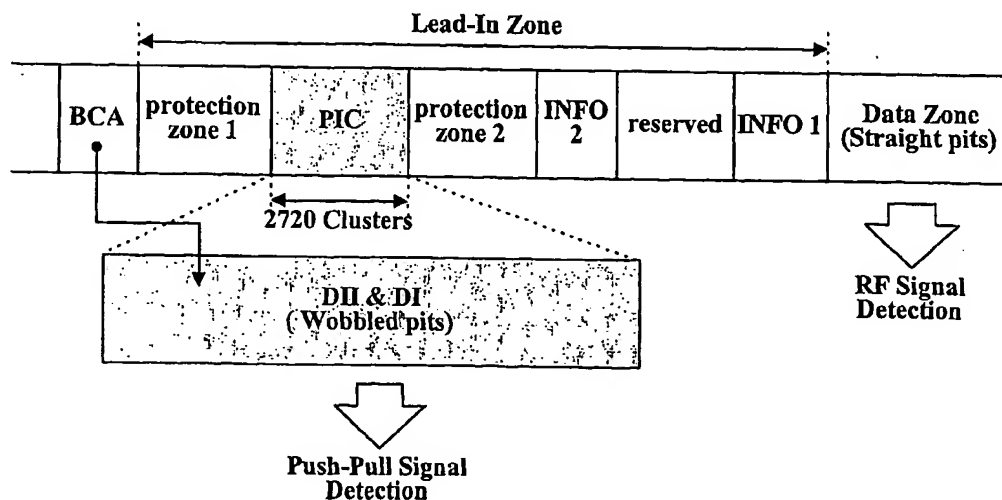 Lead-In Zone
BCA
protection
zone 1
PIC
protection
zone 2
INFO
2
reserved
INFO 1
Data Zone
(Straight pits)
2720 Clusters
DII & DI
( Wobbled pits)
RF Signal
Detection
Push-Pull Signal
Detection